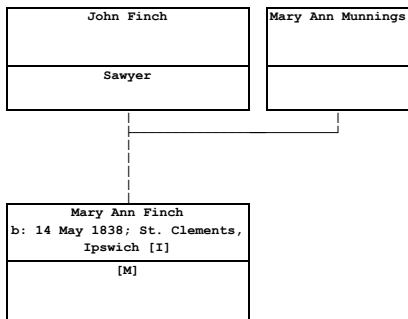 John Finch
Sawyer
Mary Ann Munnings
Mary Ann Finch
b: 14 May 1838; St. Clements,
Ipswich [I]
[M]